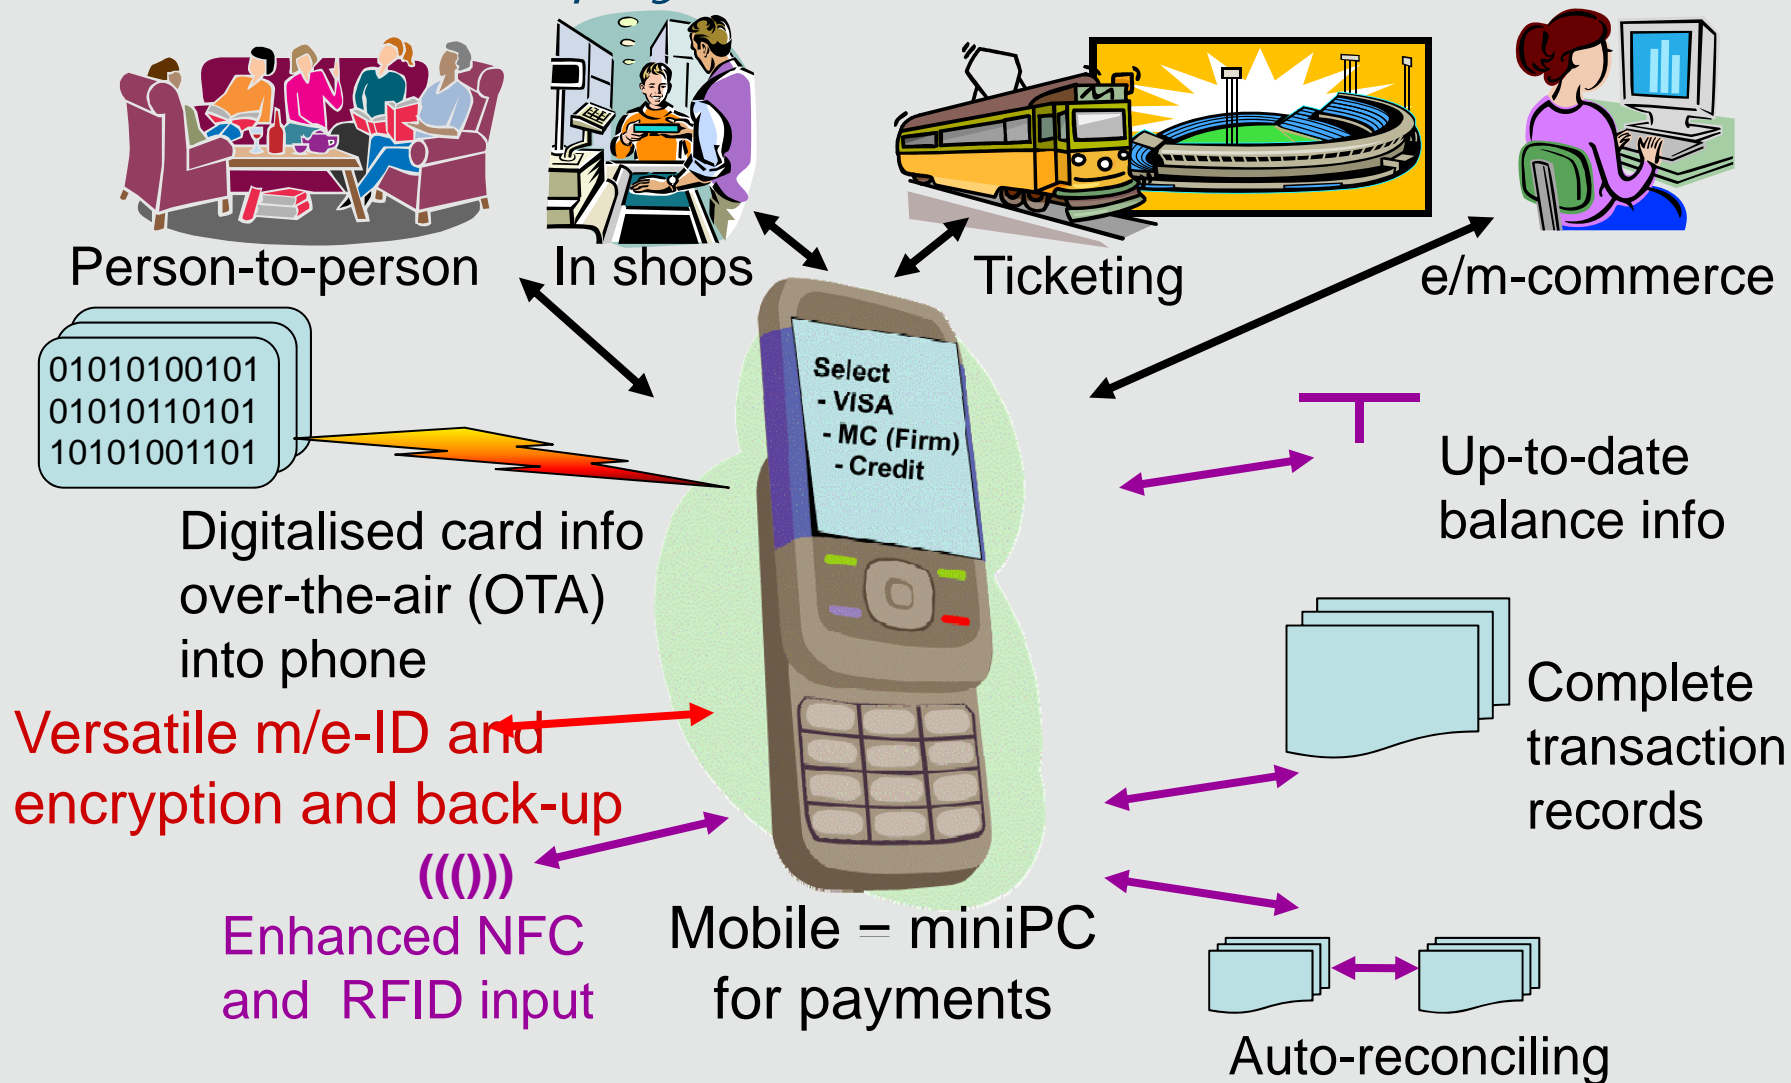 Person-to-person
In shops
Ticketing
e/m-commerce
01010100101
01010110101
10101001101
Select
- VISA
- MC (Firm)
- Credit
Up-to-date
balance info
Digitalised card info
over-the-air (OTA)
into phone
Complete
transaction
records
Versatile m/e-ID and
encryption and back-up
((()))
Enhanced NFC
and RFID input
Mobile – miniPC
for payments
Auto-reconciling